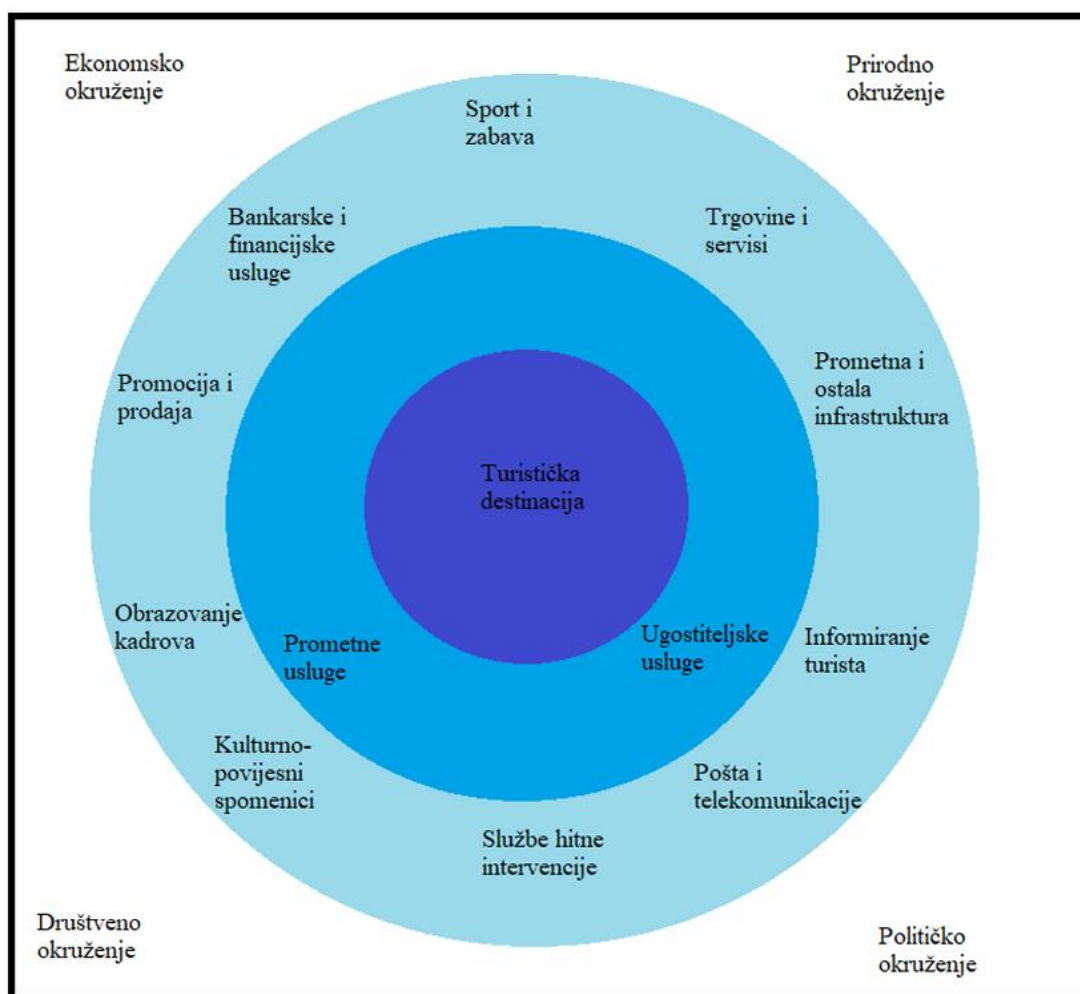 Ekonomsko
okruženje
Prirodno
okruženje
Sport i
zabava
Bankarske i
financijske
usluge
Trgovine i
servisi
Promocija i
prodaja
Prometna i
ostala
infrastruktura
Turistička
destinacija
Obrazovanje
kadrova
Prometne
usluge
Ugostiteljske
usluge
Informiranje
turista
Kulturno-
povijesni
spomenici
Pošta i
telekomunikacije
Službe hitne
intervencije
Društveno
okruženje
Političko
okruženje